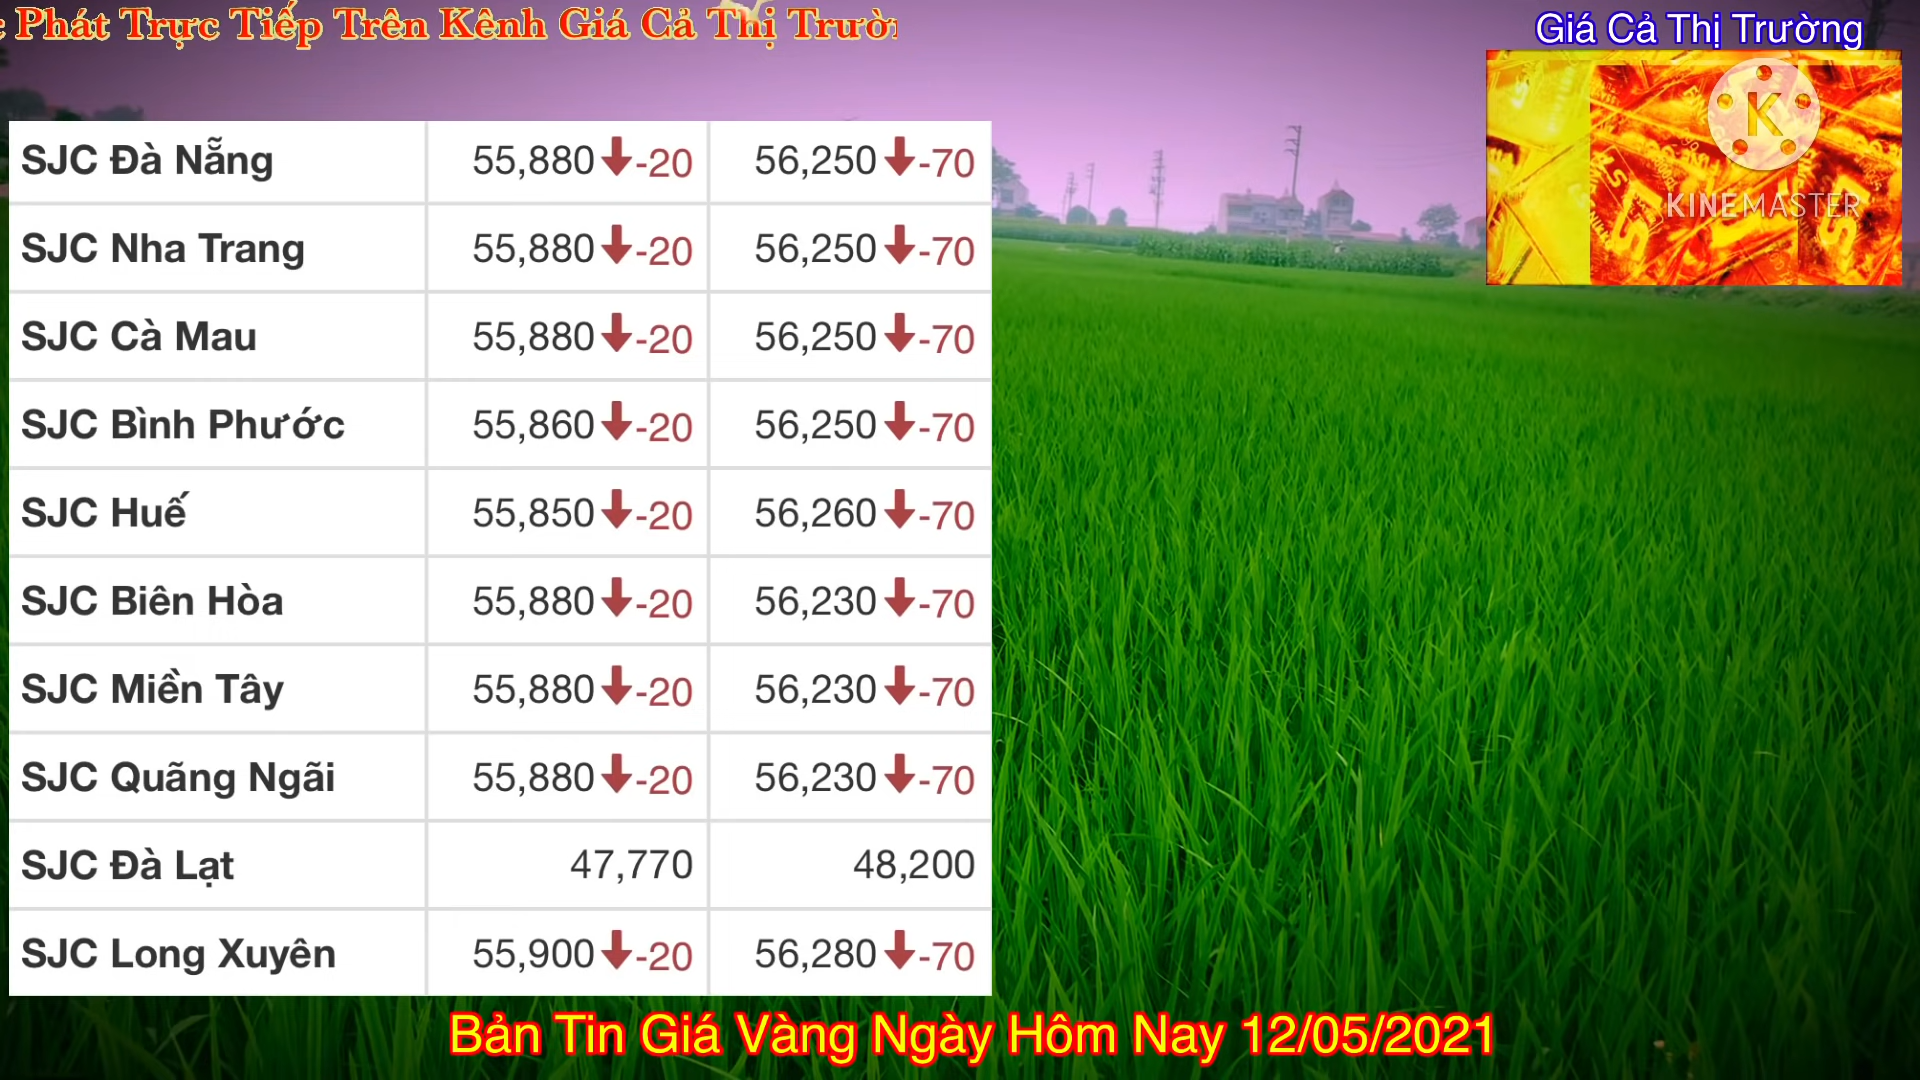 Phát Trực Tiếp Trên Kênh Giá Cả Thị
Giá Cả Thị Trường
KINEMASTER
SJC Đà Nẵng 55,880 -20 56,250 -70
SJC Nha Trang 55,880 -20 56,250 -70
SJC Cà Mau 55,880 -20 56,250 -70
SJC Bình Phước 55,860 -20 56,250 -70
SJC Huế 55,850 -20 56,260 -70
SJC Biên Hòa 55,880 -20 56,230 -70
SJC Miền Tây 55,880 -20 56,230 -70
SJC Quãng Ngãi 55,880 -20 56,230 -70
SJC Đà Lạt 47,770 48,200
SJC Long Xuyên 55,900 -20 56,280 -70
Bản Tin Giá Vàng Ngày Hôm Nay 12/05/2021